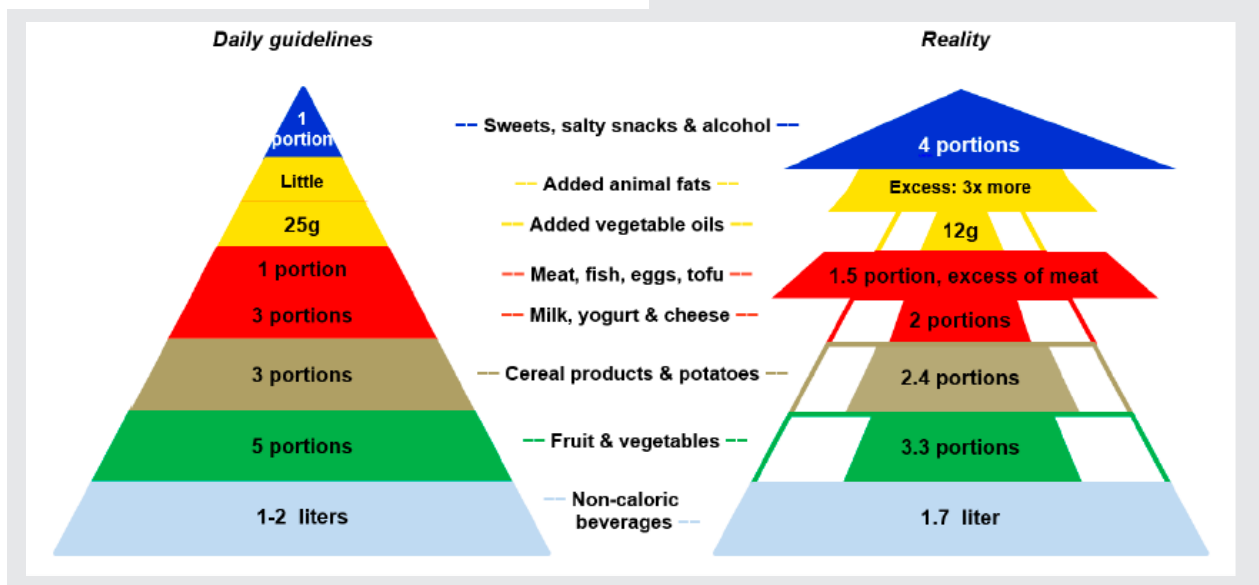 Daily guidelines
Reality
1
portion
Sweets, salty snacks & alcohol
4 portions
Little
Added animal fats
Excess: 3x more
25g
Added vegetable oils
12g
1 portion
Meat, fish, eggs, tofu
1.5 portion, excess of meat
3 portions
Milk, yogurt & cheese
2 portions
3 portions
Cereal products & potatoes
2.4 portions
5 portions
Fruit & vegetables
3.3 portions
1-2 liters
Non-caloric
beverages
1.7 liter